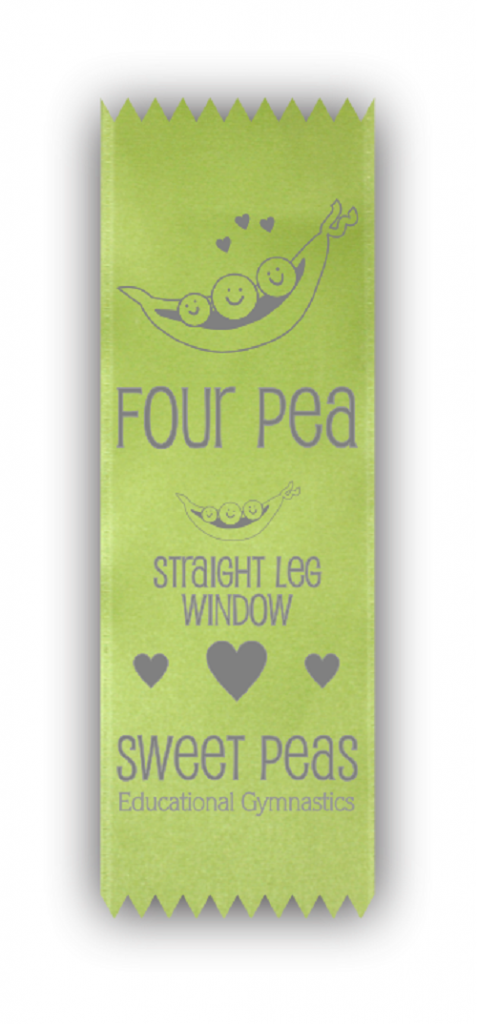 Four Pea
Straight Leg
Window
Sweet Peas
Educational Gymnastics